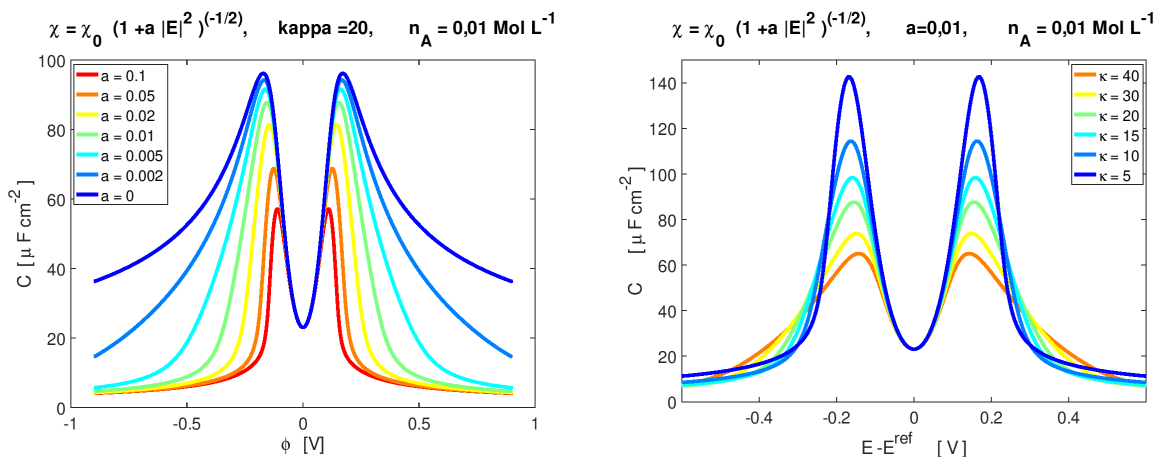 χ = χ0 (1 +a |E|^2 )^(-1/2), kappa =20, nA = 0,01 Mol L^-1
100
80
60
40
20
0
C [ μ F cm^-2 ]
a = 0.1
a = 0.05
a = 0.02
a = 0.01
a = 0.005
a = 0.002
a = 0
-1
-0.5
0
0.5
1
ϕ [V]
χ = χ0 (1 +a |E|^2 )^(-1/2), a=0,01, nA = 0,01 Mol L^-1
140
120
100
80
60
40
20
0
C [ μ F cm^-2 ]
κ = 40
κ = 30
κ = 20
κ = 15
κ = 10
κ = 5
-0.4
-0.2
0
0.2
0.4
E -E^ref [ V ]